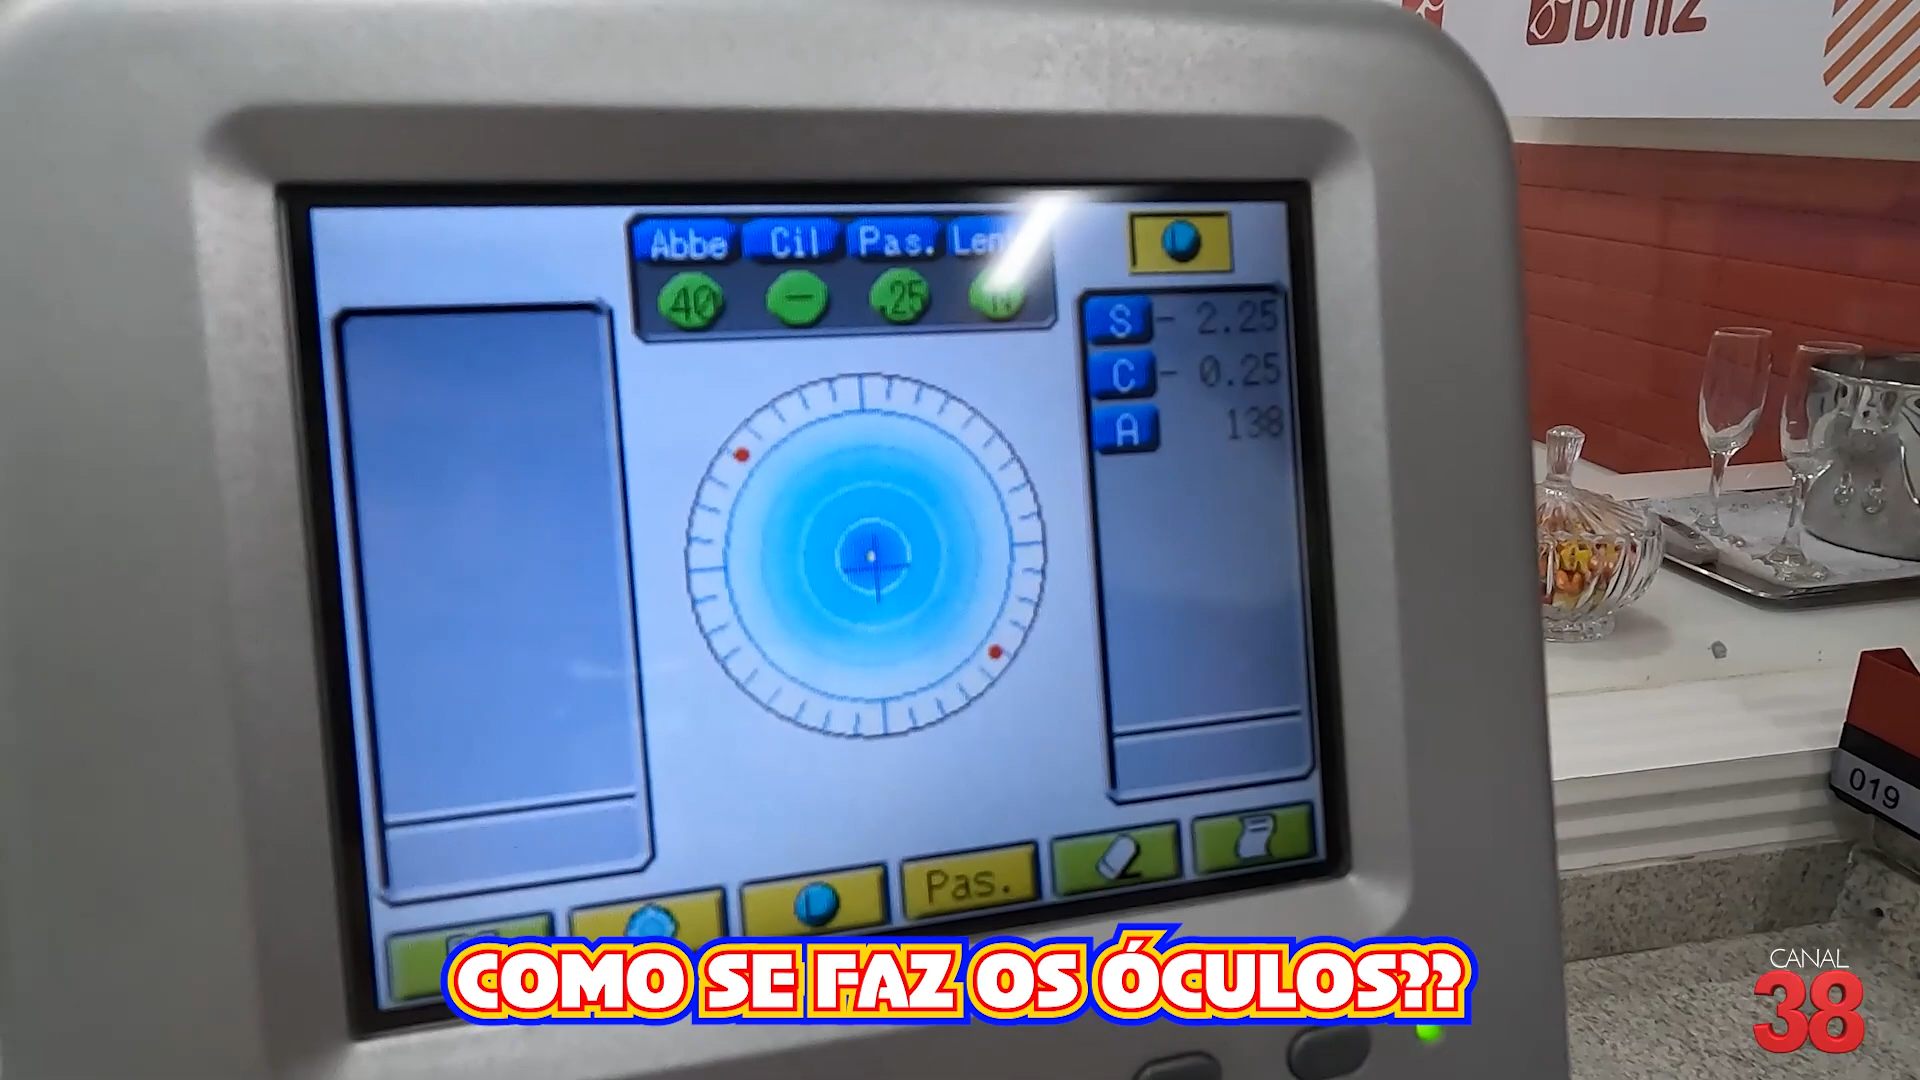 Diniz
Abbe Cil Pas.
40 - .25
S - 2.25
C - 0.25
A 138
019
Pas.
COMO SE FAZ OS ÓCULOS??
CANAL
38